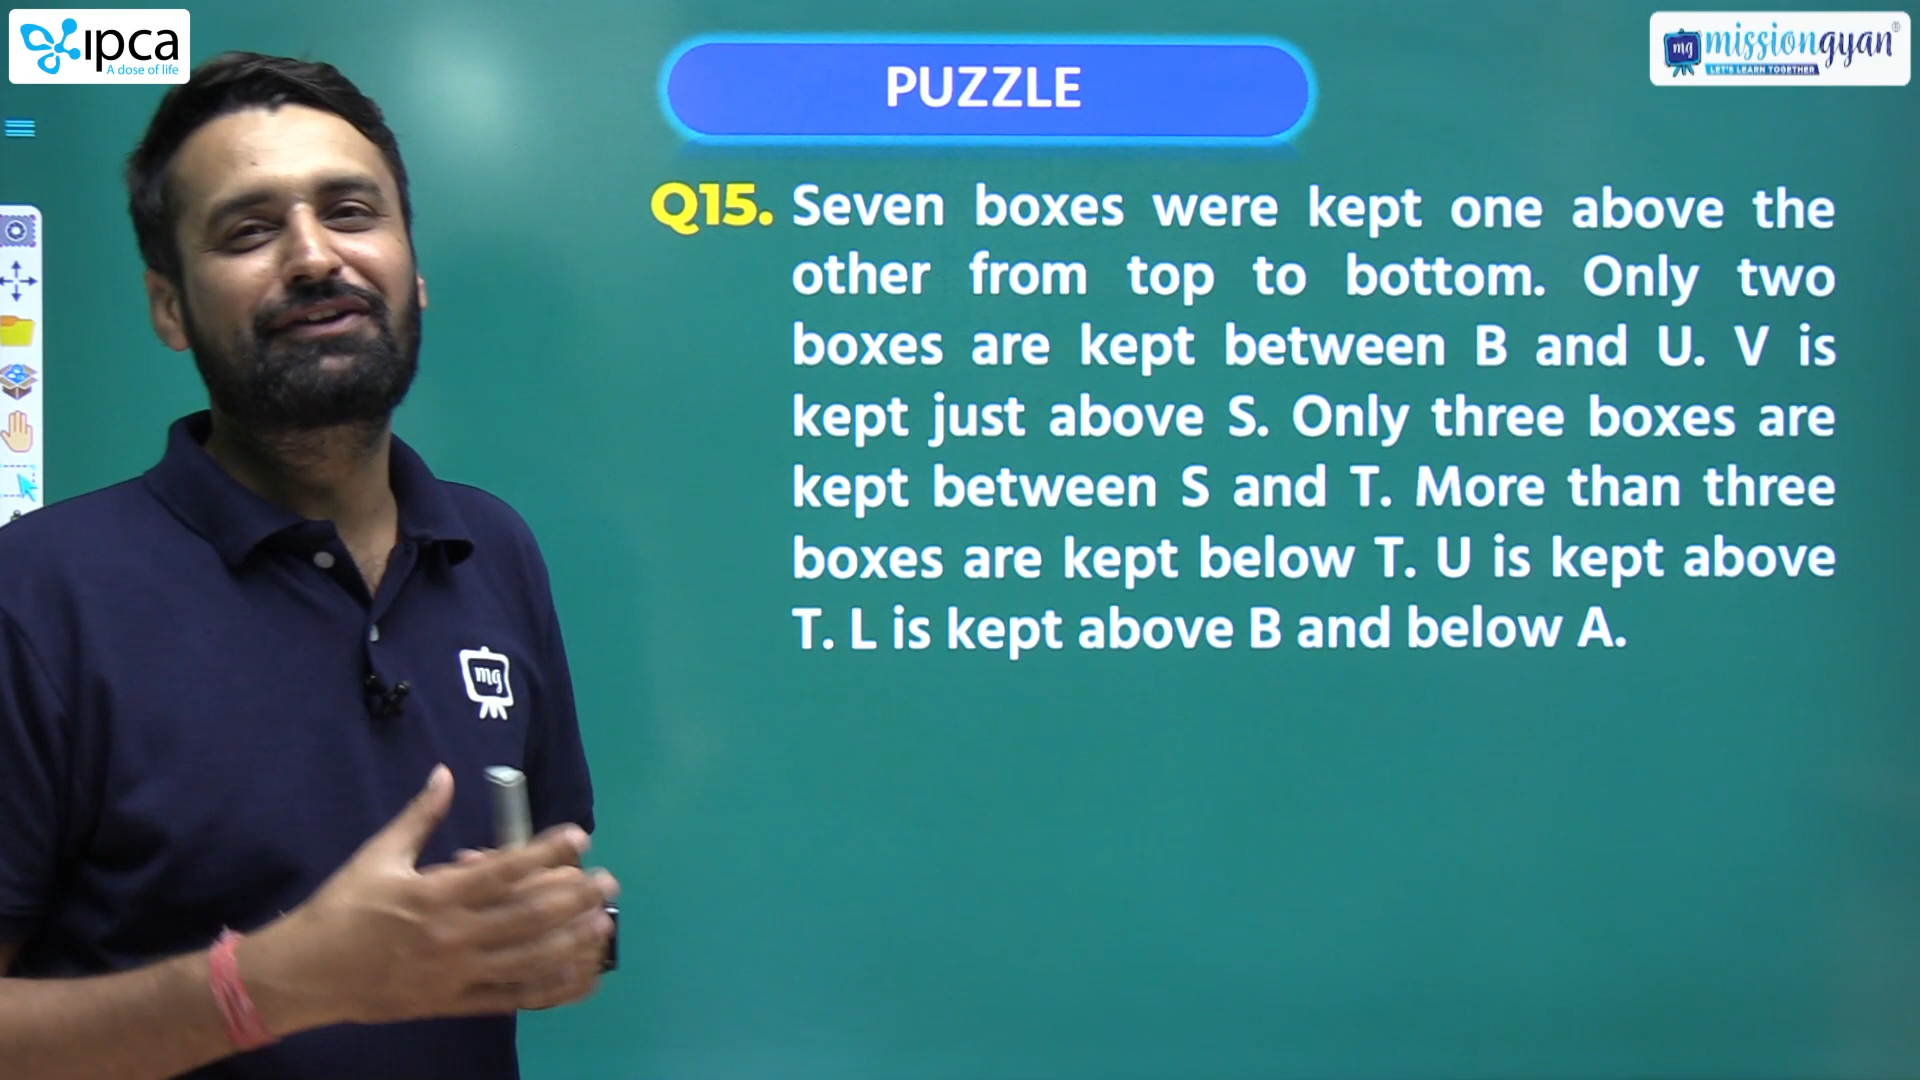 ipca
A dose of life
mg missiongyan®
LET'S LEARN TOGETHER
PUZZLE
Q15. Seven boxes were kept one above the
other from top to bottom. Only two
boxes are kept between B and U. V is
kept just above S. Only three boxes are
kept between S and T. More than three
boxes are kept below T. U is kept above
T. L is kept above B and below A.
mg